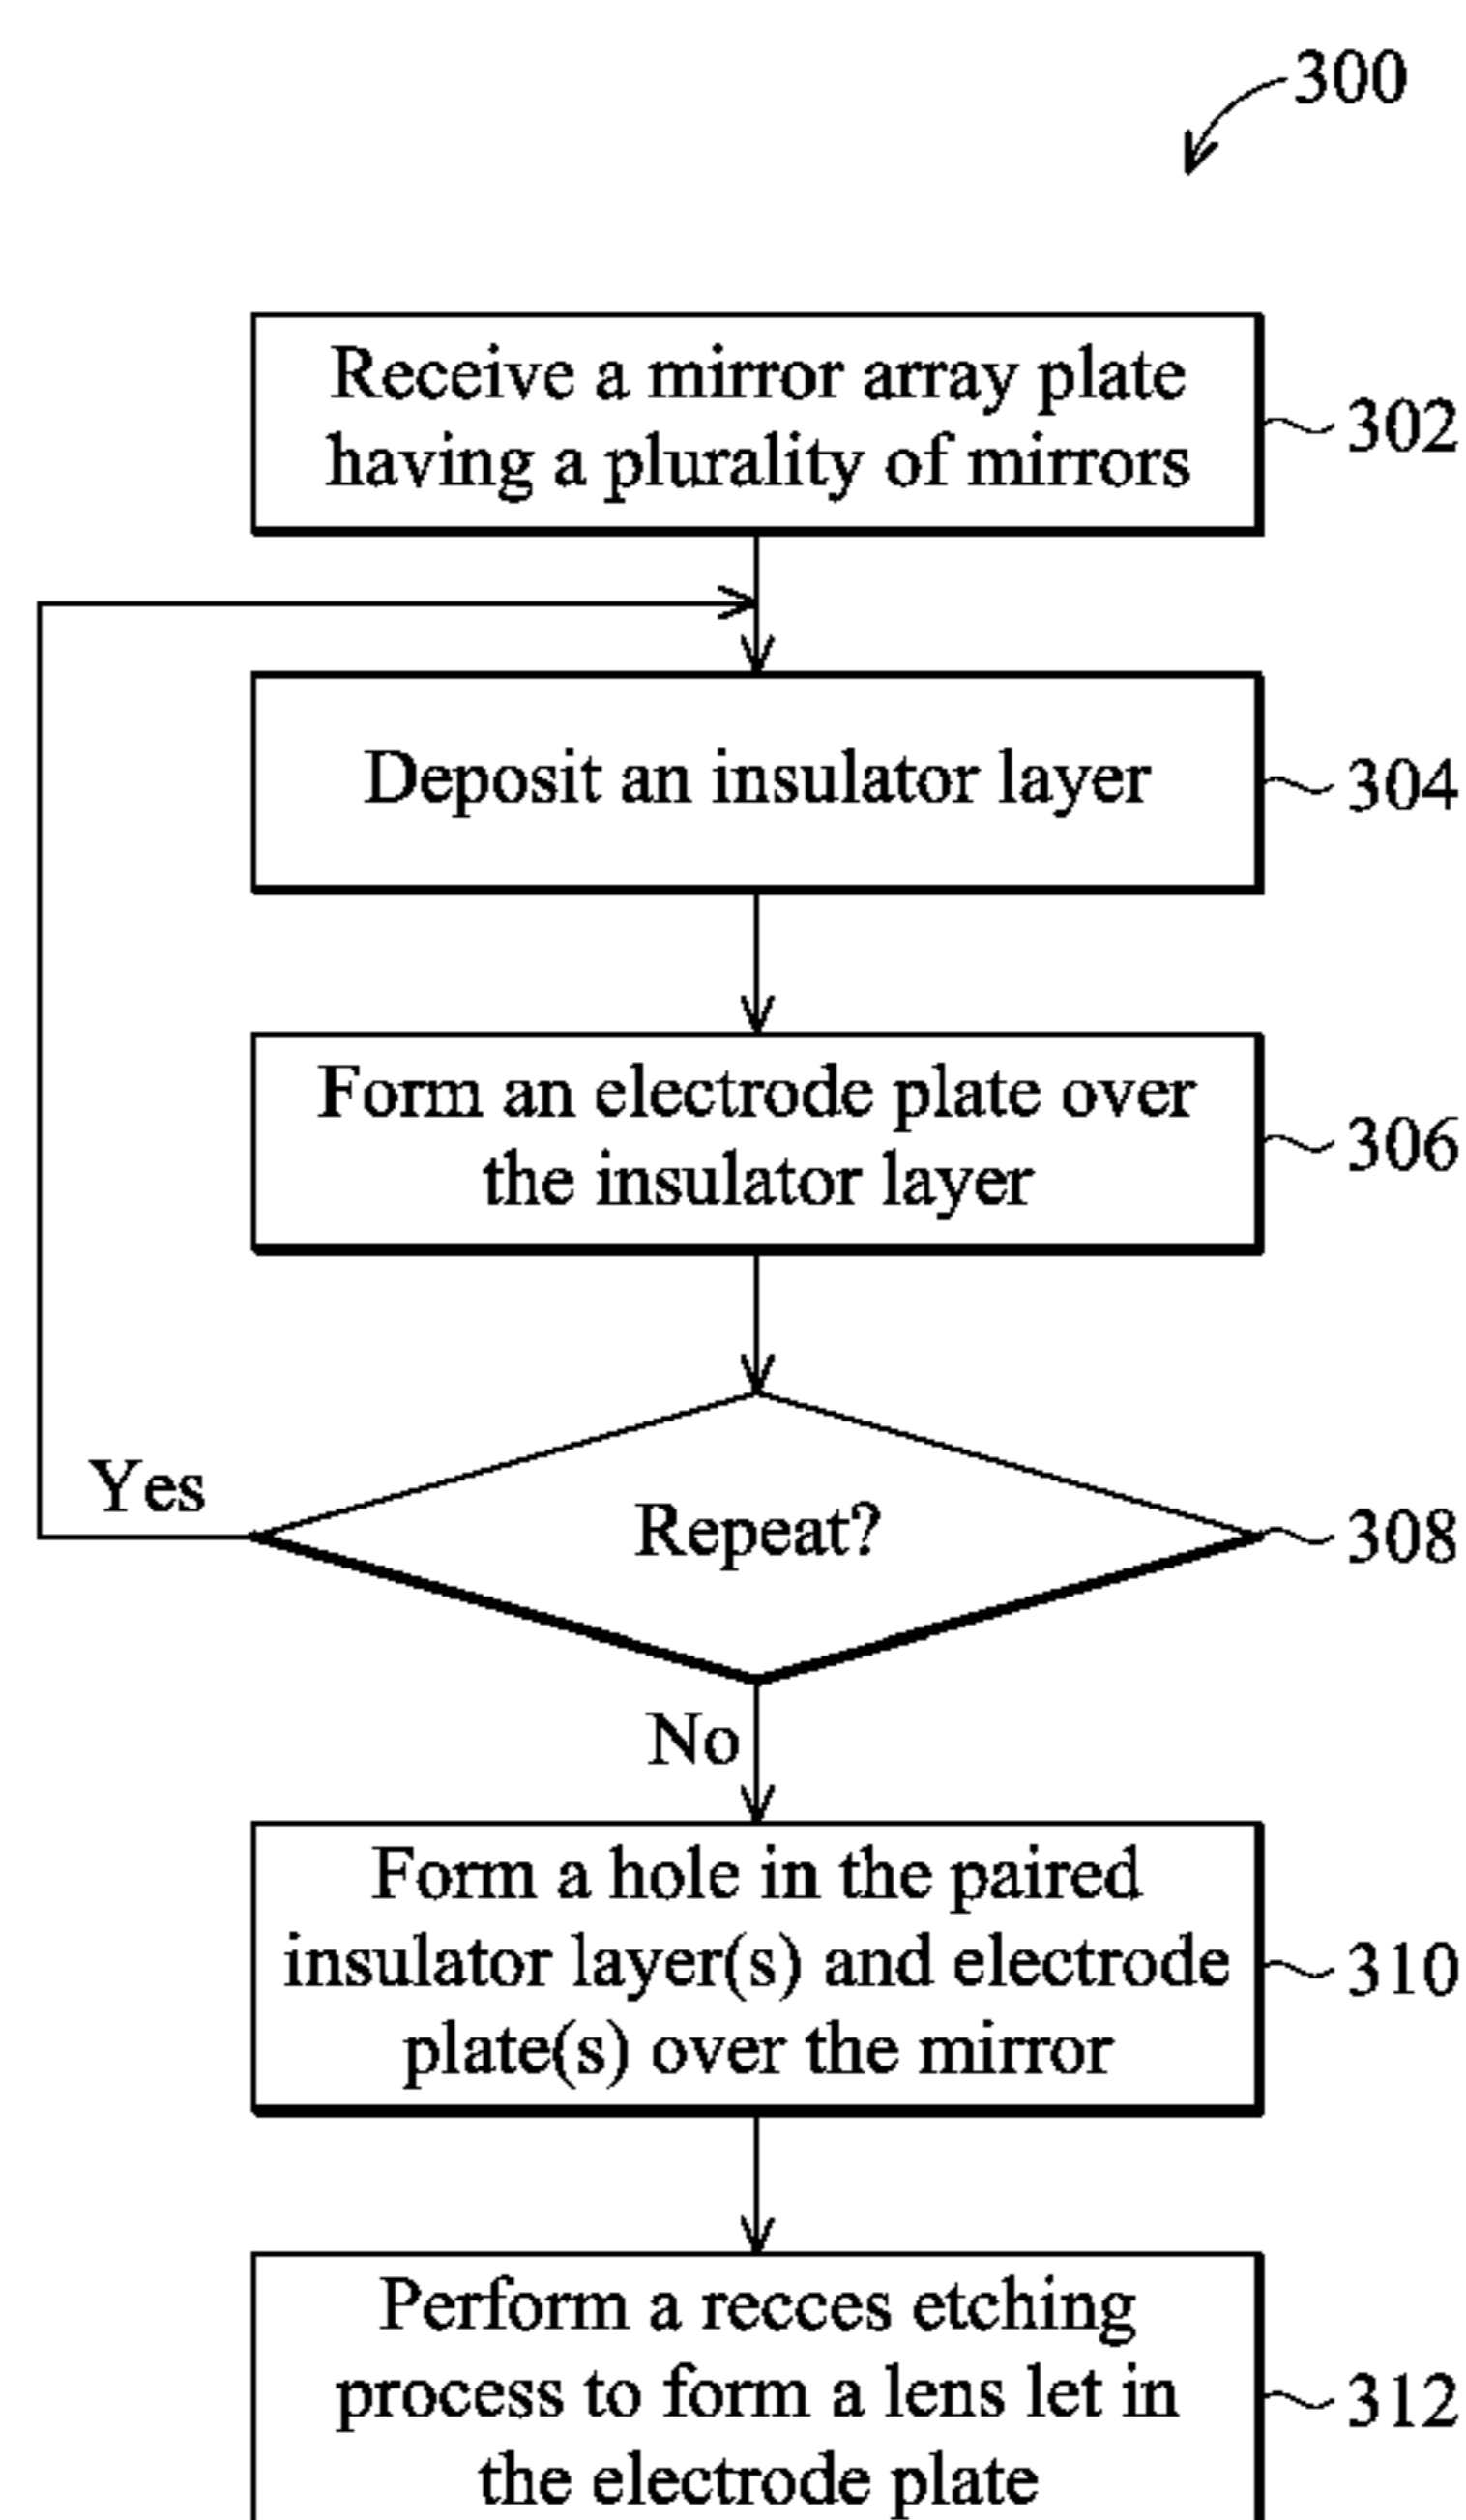 300
Receive a mirror array plate
having a plurality of mirrors
302
Deposit an insulator layer
304
Form an electrode plate over
the insulator layer
306
Yes
Repeat?
308
No
Form a hole in the paired
insulator layer(s) and electrode
plate(s) over the mirror
310
Perform a recces etching
process to form a lens let in
the electrode plate
312